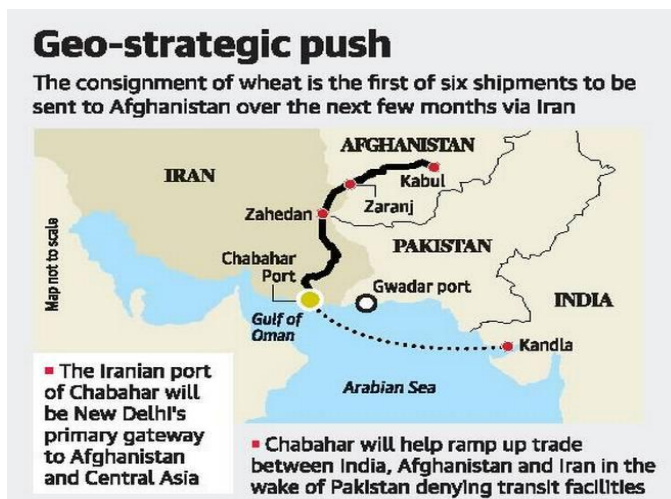 Geo-strategic push
The consignment of wheat is the first of six shipments to be
sent to Afghanistan over the next few months via Iran
AFGHANISTAN
IRAN
Kabul
Zaranj
Zahedan
PAKISTAN
Chabahar
Port
Gwadar port
INDIA
Gulf of
Oman
Kandla
Arabian Sea
Map not to scale
▪ The Iranian port
of Chabahar will
be New Delhi's
primary gateway
to Afghanistan
and Central Asia
▪ Chabahar will help ramp up trade
between India, Afghanistan and Iran in the
wake of Pakistan denying transit facilities